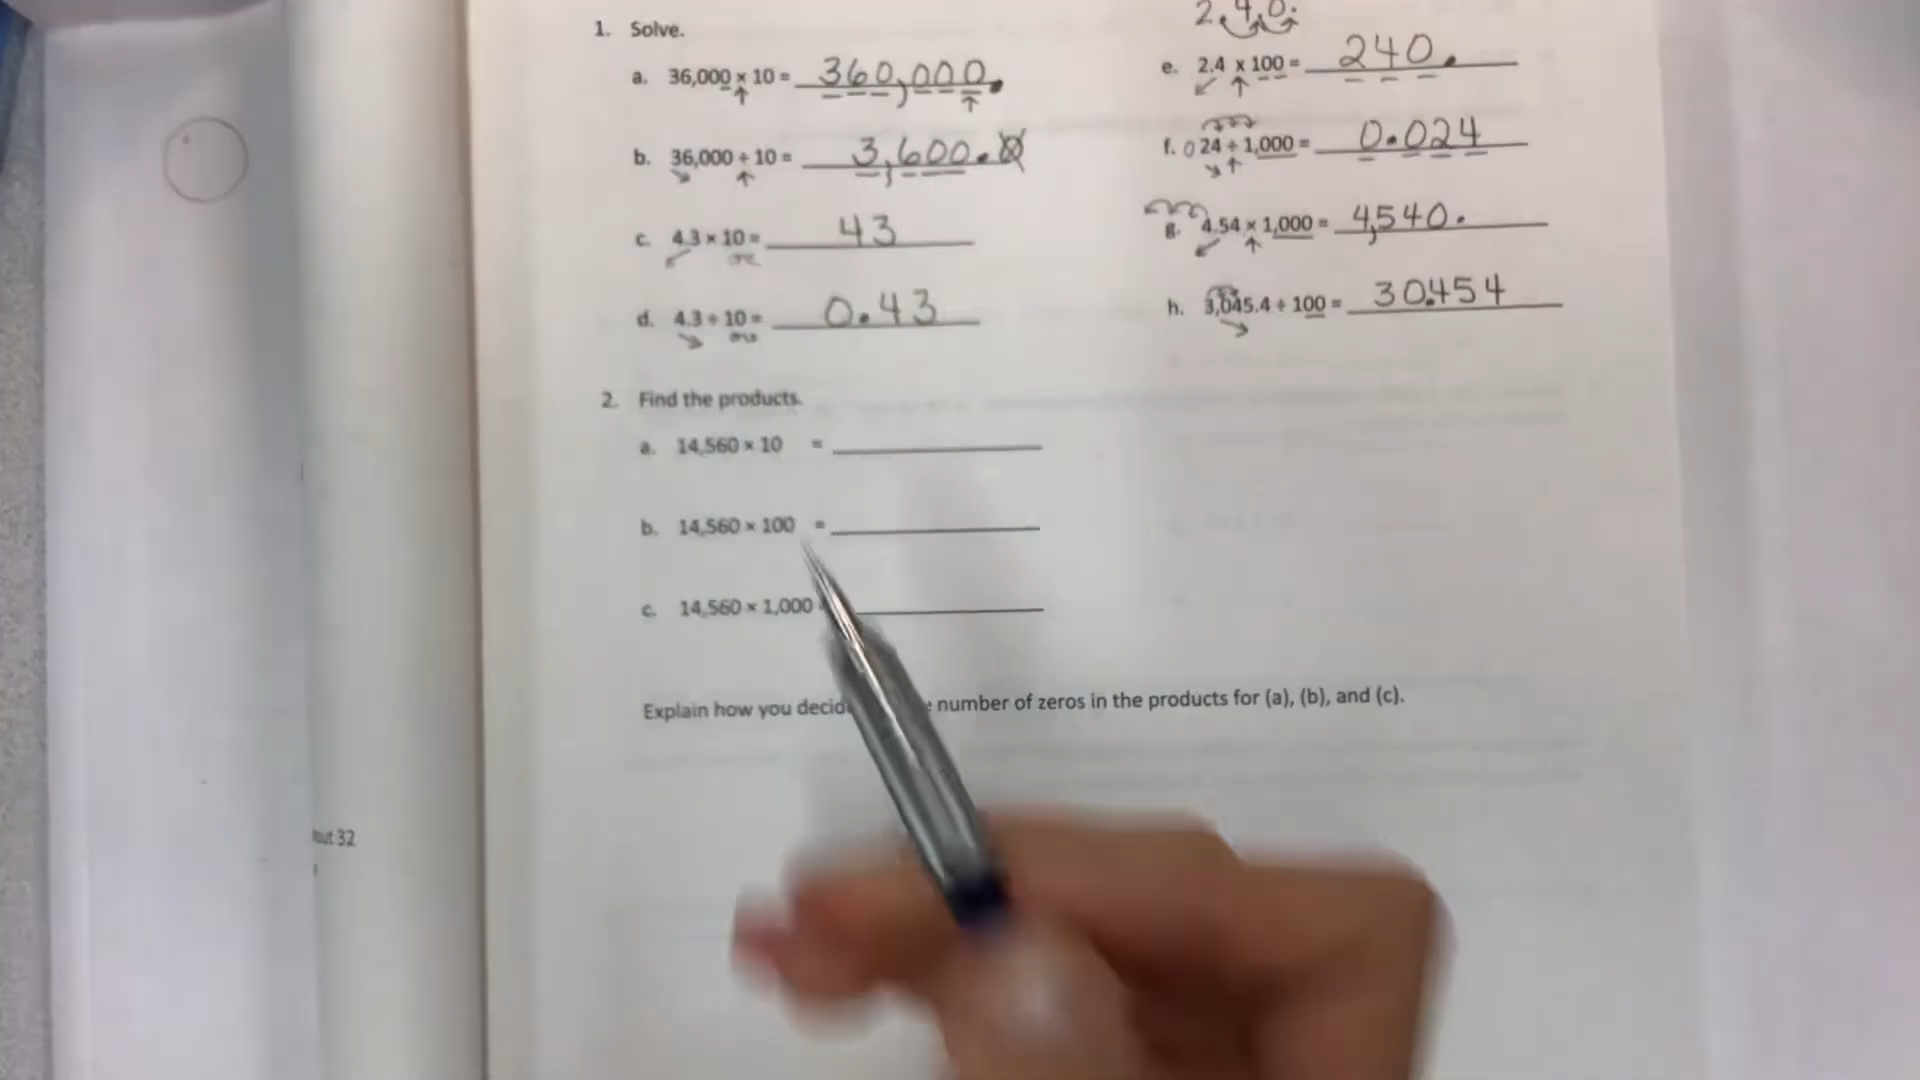 1. Solve.
a. 36,000 × 10 = 360,000.
b. 36,000 ÷ 10 = 3,600.0
c. 4.3 × 10 = 43
one
d. 4.3 ÷ 10 = 0.43
one
2.40.
e. 2.4 x 100 = 240.
f. 0 24 ÷ 1,000 = 0.024
g. 4.54 × 1,000 = 4,540.
h. 3,045.4 ÷ 100 = 30.454
2. Find the products.
a. 14,560 × 10 =
b. 14,560 × 100 =
c. 14,560 × 1,000
Explain how you number of zeros in the products for (a), (b), and (c).
32